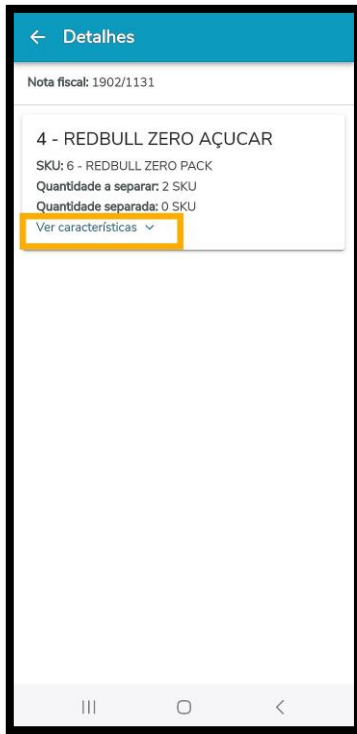 Detalhes
Nota fiscal: 1902/1131
4 - REDBULL ZERO AÇUCAR
SKU: 6 - REDBULL ZERO PACK
Quantidade a separar: 2 SKU
Quantidade separada: 0 SKU
Ver características